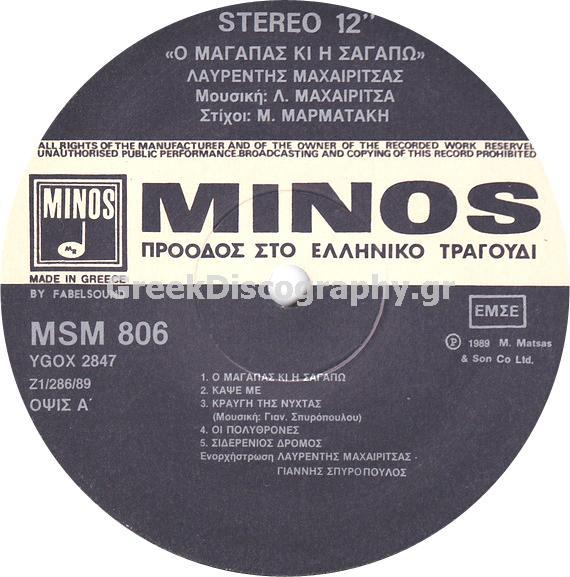 STEREO 12"
«Ο ΜΑΓΑΠΑΣ ΚΙ Η ΣΑΓΑΠΩ»
ΛΑΥΡΕΝΤΗΣ ΜΑΧΑΙΡΙΤΣΑΣ
Μουσική: Λ. ΜΑΧΑΙΡΙΤΣΑ
Στίχοι: Μ. ΜΑΡΜΑΤΑΚΗ
ALL RIGHTS OF THE MANUFACTURER AND OF THE OWNER OF THE RECORDED WORK RESERVED
UNAUTHORISED PUBLIC PERFORMANCE.BROADCASTING AND COPYING OF THIS RECORD PROHIBITED
MINOS
MINOS
ΠΡΟΟΔΟΣ ΣΤΟ ΕΛΛΗΝΙΚΟ ΤΡΑΓΟΥΔΙ
MADE IN GREECE
BY FABELSOUND
GreekDiscography.gr
MSM 806
YGOX 2847
Z1/286/89
ΟΨΙΣ Α΄
ΕΜΣΕ
Ⓟ 1989 M. Matsas
& Son Co Ltd.
1. Ο ΜΑΓΑΠΑΣ ΚΙ Η ΣΑΓΑΠΩ
2. ΚΑΨΕ ΜΕ
3. ΚΡΑΥΓΗ ΤΗΣ ΝΥΧΤΑΣ
(Μουσική: Γιαν. Σπυρόπουλου)
4. ΟΙ ΠΟΛΥΘΡΟΝΕΣ
5. ΣΙΔΕΡΕΝΙΟΣ ΔΡΟΜΟΣ
Ενορχήστρωση ΛΑΥΡΕΝΤΗΣ ΜΑΧΑΙΡΙΤΣΑΣ -
ΓΙΑΝΝΗΣ ΣΠΥΡΟΠΟΥΛΟΣ